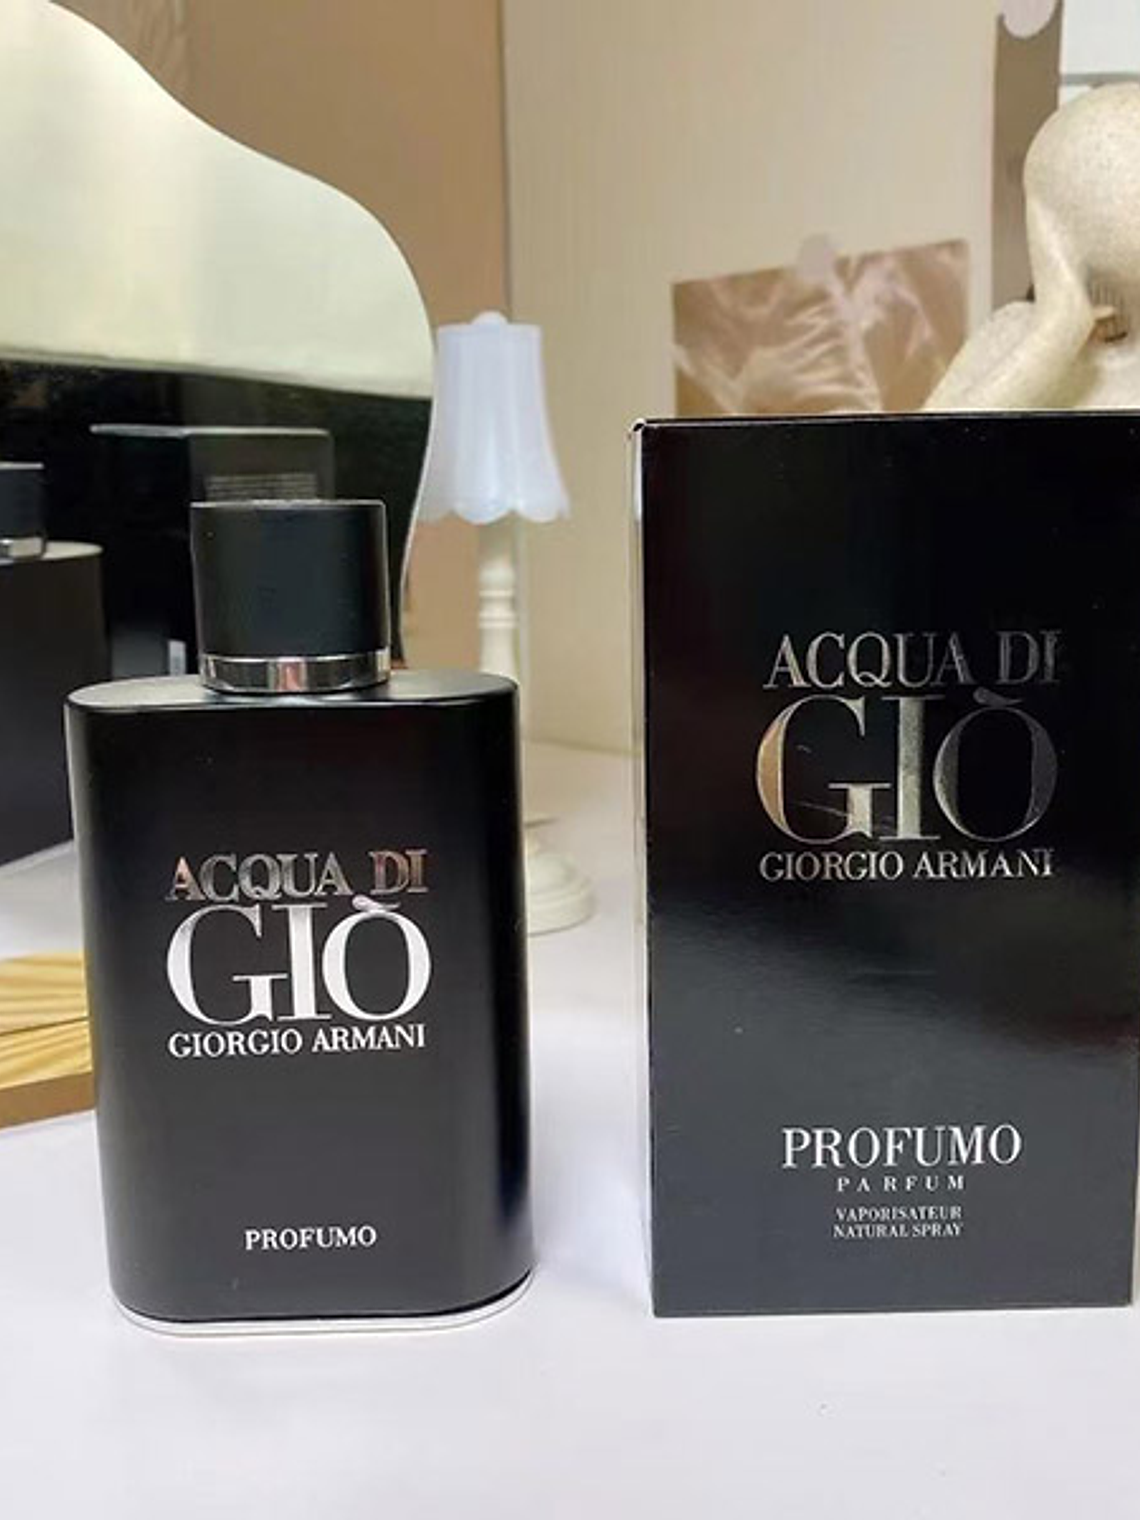 ACQUA DI
GIÒ
GIORGIO ARMANI
PROFUMO
ACQUA DI
GIÒ
GIORGIO ARMANI
PROFUMO
PARFUM
VAPORISATEUR
NATURAL SPRAY